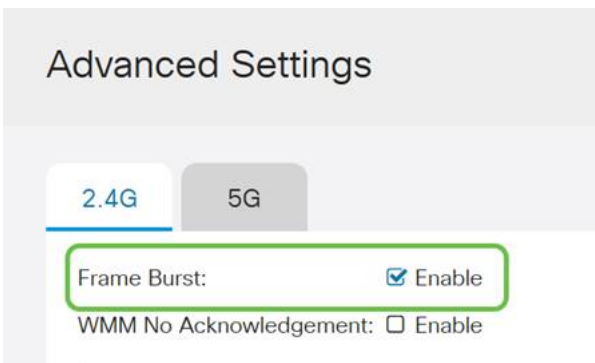 Advanced Settings
2.4G 5G
Frame Burst: Enable
WMM No Acknowledgement: Enable